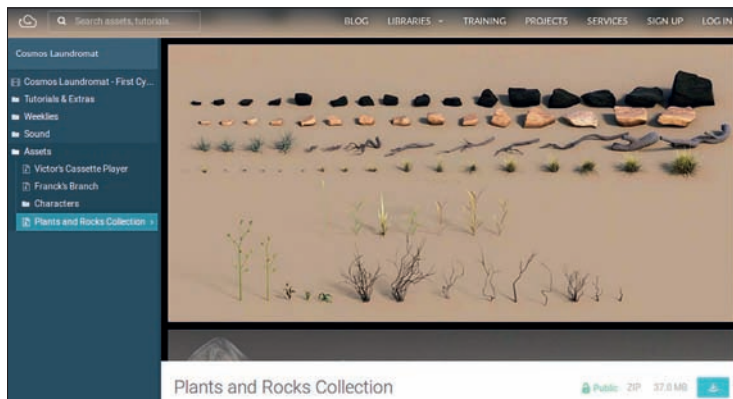 Search assets, tutorials
BLOG LIBRARIES TRAINING PROJECTS SERVICES SIGN UP LOG IN
Cosmos Laundromat
Cosmos Laundromat - First Cy...
Tutorials & Extras
Weeklies
Sound
Assets
Victor's Cassette Player
Franck's Branch
Characters
Plants and Rocks Collection
Plants and Rocks Collection
Public ZIP 37.0 MB